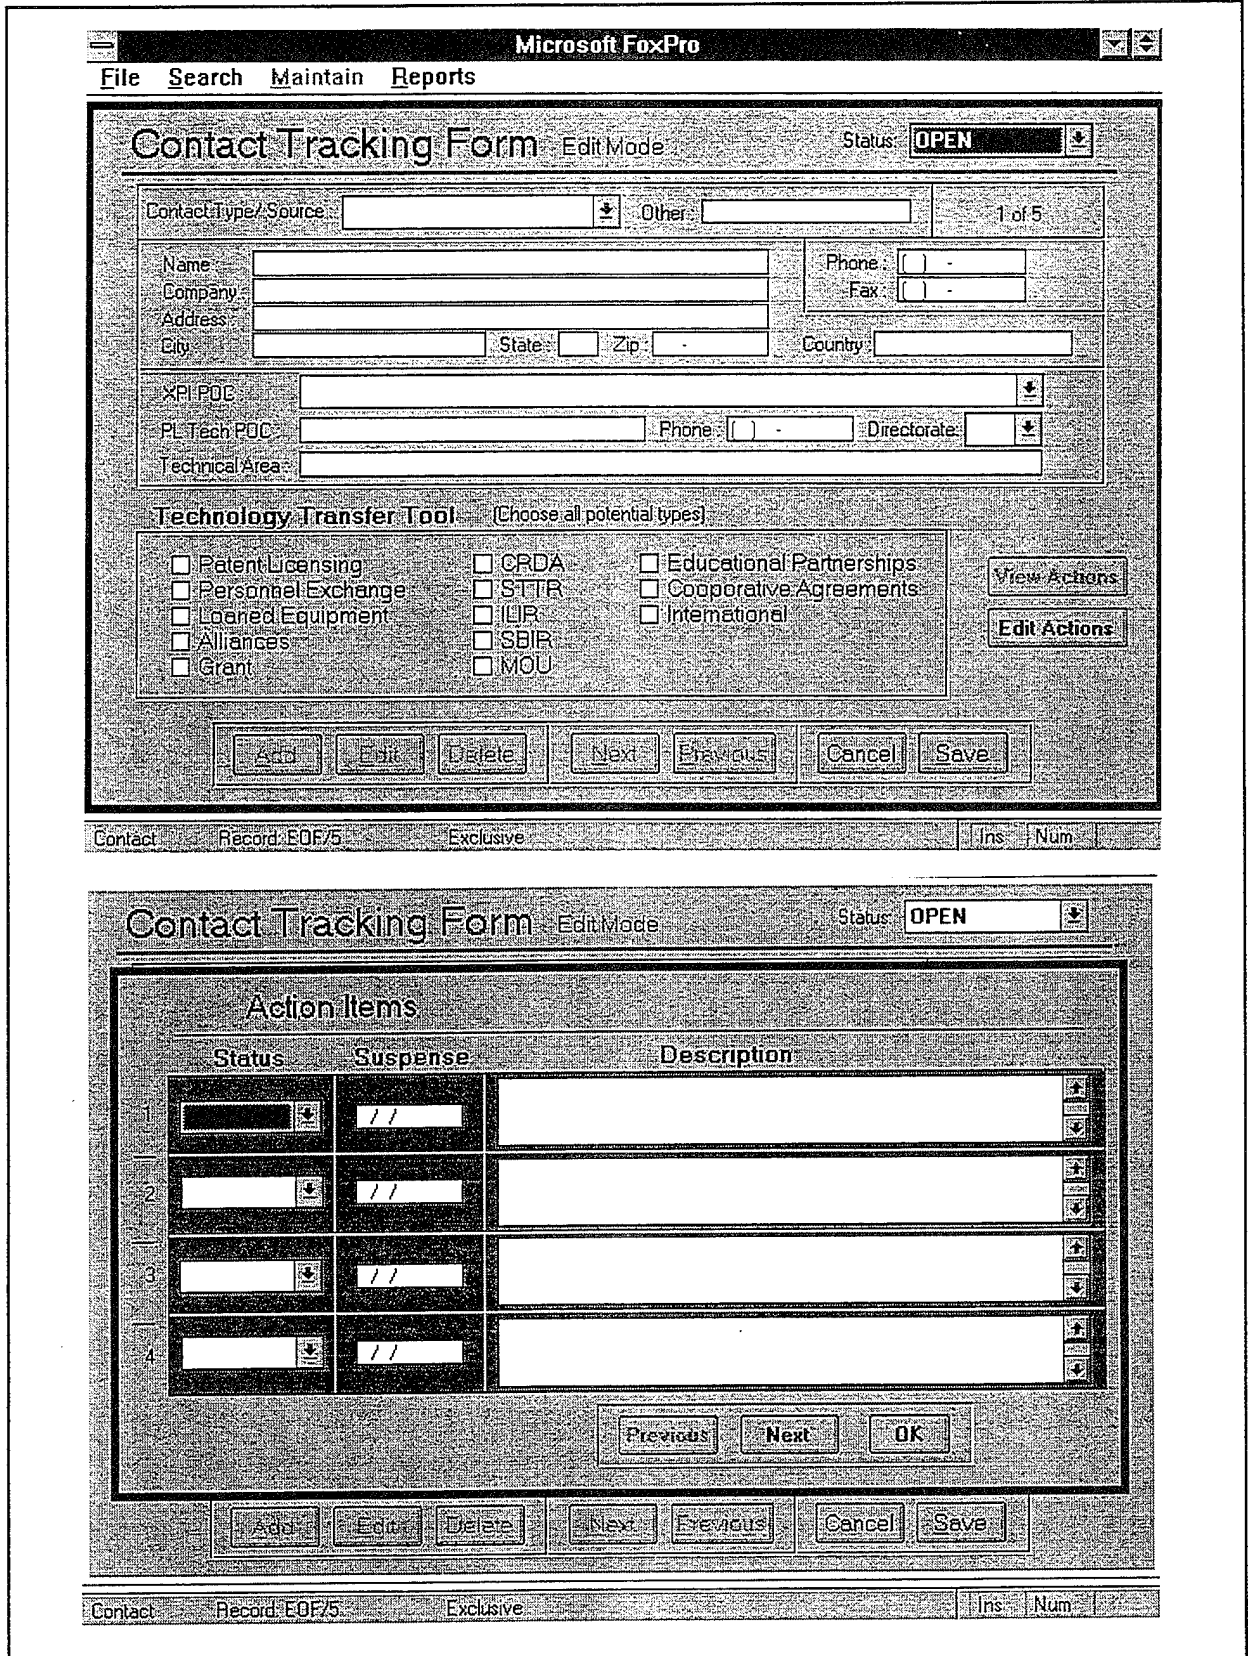 Microsoft FoxPro
File Search Maintain Reports
Contact Tracking Form Edit Mode Status: OPEN
Contact Type/ Source: Other: 1 of 5
Name: Phone: ( ) -
Company: Fax: ( ) -
Address:
City State: Zip: - Country:
XPI POC
PL Tech POC: Phone: ( ) - Directorate:
Technical Area:
Technology Transfer Tool (Choose all potential types)
Patent Licensing CRDA Educational Partnerships
Personnel Exchange STTR Cooporative Agreements
Loaned Equipment ILIR International
Alliances SBIR
Grant MOU
View Actions
Edit Actions
Add Edit Delete Next Previous Cancel Save
Contact Record: EOF/5 Exclusive Ins Num
Contact Tracking Form Edit Mode Status: OPEN
Action Items
Status Suspense Description
1 / /
2 / /
3 / /
4 / /
Previous Next OK
Add Edit Delete Next Previous Cancel Save
Contact Record: EOF/5 Exclusive Ins Num